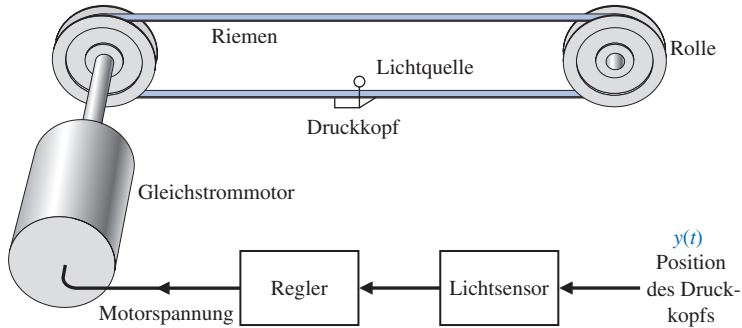 Riemen
Rolle
Lichtquelle
Druckkopf
Gleichstrommotor
y(t)
Position
des Druck-
kopfs
Lichtsensor
Regler
Motorspannung